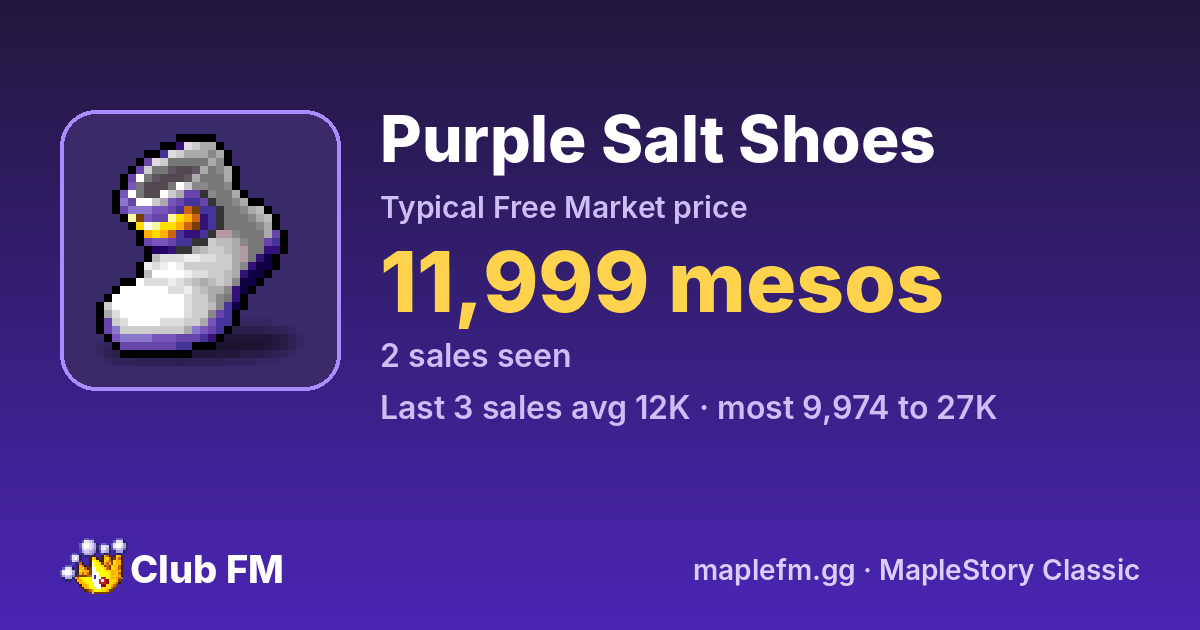 Purple Salt Shoes
Typical Free Market price
11,999 mesos
2 sales seen
Last 3 sales avg 12K · most 9,974 to 27K
Club FM
maplefm.gg · MapleStory Classic